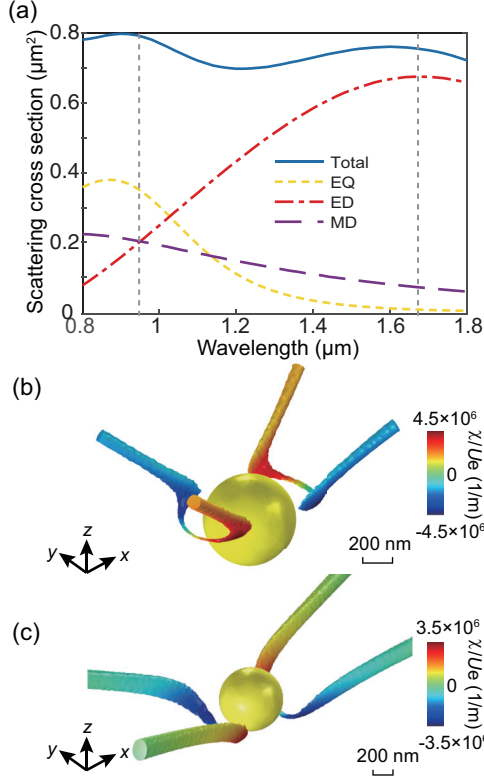 (a)
Scattering cross section (μm²)
0.8
0.6
0.4
0.2
0
Total
EQ
ED
MD
0.8 1 1.2 1.4 1.6 1.8
Wavelength (μm)
(b)
4.5×10⁶
0
-4.5×10⁶
χ/Ue (1/m)
200 nm
z
y x
(c)
3.5×10⁶
0
-3.5×10⁶
χ/Ue (1/m)
200 nm
z
y x